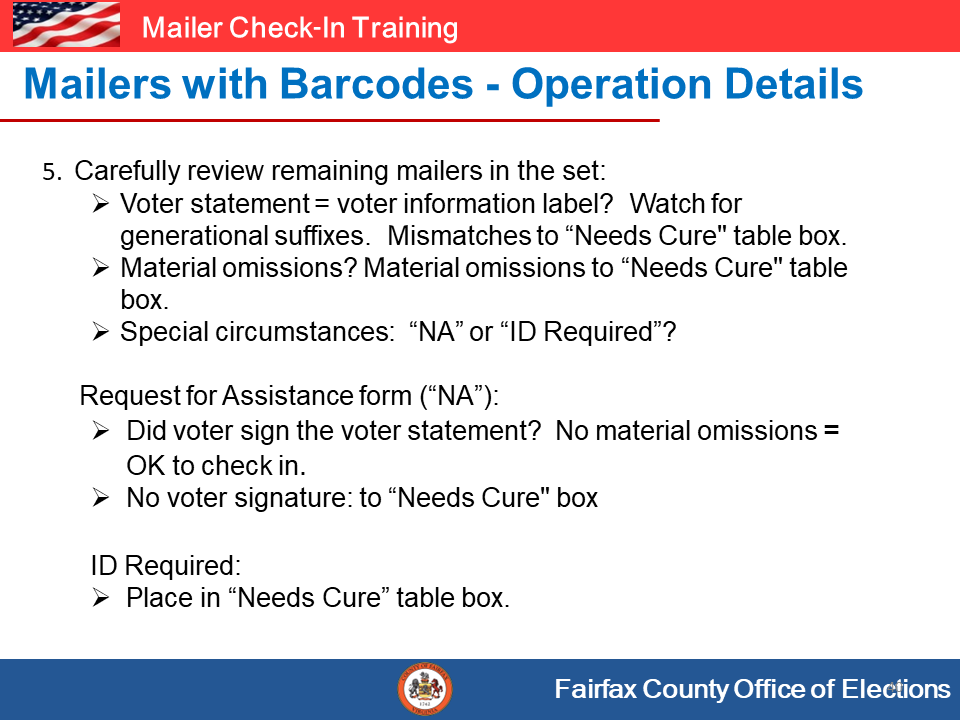 Mailer Check-In Training
Mailers with Barcodes - Operation Details
5. Carefully review remaining mailers in the set:
➢ Voter statement = voter information label?  Watch for
generational suffixes.  Mismatches to “Needs Cure" table box.
➢ Material omissions? Material omissions to “Needs Cure" table
box.
➢ Special circumstances:  “NA” or “ID Required”?
Request for Assistance form (“NA”):
➢ Did voter sign the voter statement?  No material omissions =
OK to check in.
➢ No voter signature: to “Needs Cure" box
ID Required:
➢ Place in “Needs Cure” table box.
Fairfax County Office of Elections